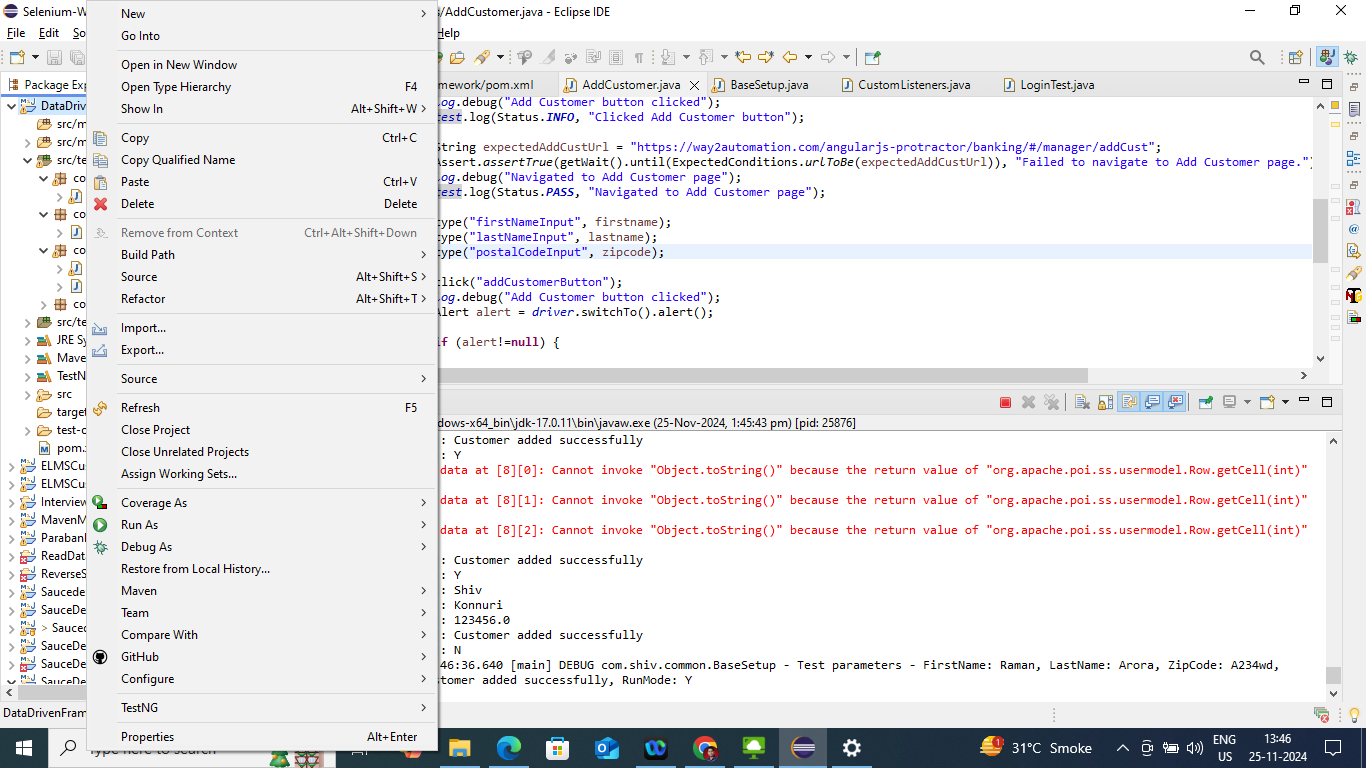 Selenium-W
/AddCustomer.java - Eclipse IDE
File Edit So
elp
New
Go Into
Open in New Window
Open Type Hierarchy F4
Show In Alt+Shift+W
Copy Ctrl+C
Copy Qualified Name
Paste Ctrl+V
Delete Delete
Remove from Context Ctrl+Alt+Shift+Down
Build Path
Source Alt+Shift+S
Refactor Alt+Shift+T
Import...
Export...
Source
Refresh F5
Close Project
Close Unrelated Projects
Assign Working Sets...
Coverage As
Run As
Debug As
Restore from Local History...
Maven
Team
Compare With
GitHub
Configure
TestNG
Properties Alt+Enter
Package Exp
DataDriv
src/m
src/m
src/te
co
co
co
co
src/te
JRE Sy
Mave
TestN
src
target
test-o
pom.
ELMSCus
ELMSCus
Interview
MavenM
Paraban
ReadDat
ReverseS
Saucede
SauceDe
> Sauced
SauceDe
SauceDe
SauceDe
DataDrivenFram
mework/pom.xml AddCustomer.java BaseSetup.java CustomListeners.java LoginTest.java
og.debug("Add Customer button clicked");
test.log(Status.INFO, "Clicked Add Customer button");
String expectedAddCustUrl = "https://way2automation.com/angularjs-protractor/banking/#/manager/addCust";
Assert.assertTrue(getWait().until(ExpectedConditions.urlToBe(expectedAddCustUrl)), "Failed to navigate to Add Customer page.")
og.debug("Navigated to Add Customer page");
test.log(Status.PASS, "Navigated to Add Customer page");
type("firstNameInput", firstname);
type("lastNameInput", lastname);
type("postalCodeInput", zipcode);
click("addCustomerButton");
og.debug("Add Customer button clicked");
Alert alert = driver.switchTo().alert();
if (alert!=null) {
dows-x64_bin\jdk-17.0.11\bin\javaw.exe (25-Nov-2024, 1:45:43 pm) [pid: 25876]
: Customer added successfully
: Y
data at [8][0]: Cannot invoke "Object.toString()" because the return value of "org.apache.poi.ss.usermodel.Row.getCell(int)"
data at [8][1]: Cannot invoke "Object.toString()" because the return value of "org.apache.poi.ss.usermodel.Row.getCell(int)"
data at [8][2]: Cannot invoke "Object.toString()" because the return value of "org.apache.poi.ss.usermodel.Row.getCell(int)"
: Customer added successfully
: Y
: Shiv
: Konnuri
: 123456.0
: Customer added successfully
: N
46:36.640 [main] DEBUG com.shiv.common.BaseSetup - Test parameters - FirstName: Raman, LastName: Arora, ZipCode: A234wd,
tomer added successfully, RunMode: Y
Type here to search
31°C Smoke
ENG
US
13:46
25-11-2024